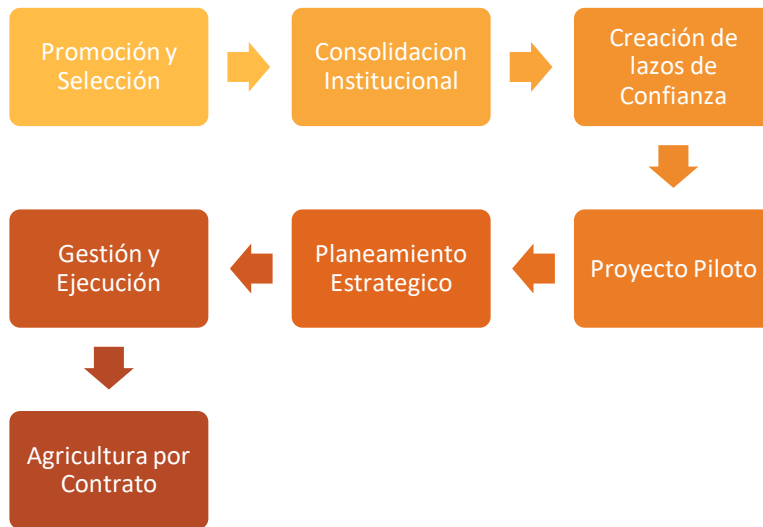 Promoción y
Selección
Consolidacion
Institucional
Creación de
lazos de
Confianza
Proyecto Piloto
Planeamiento
Estrategico
Gestión y
Ejecución
Agricultura por
Contrato